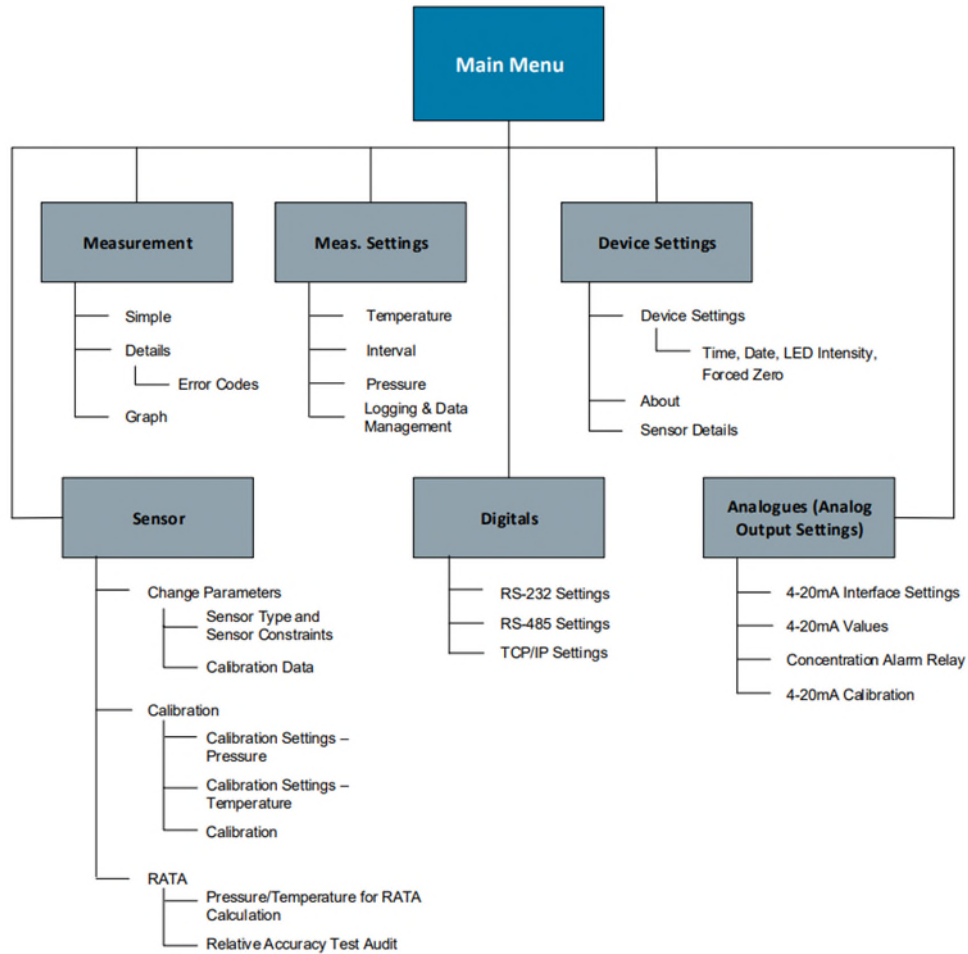 Main Menu
Measurement
Simple
Details
Error Codes
Graph
Meas. Settings
Temperature
Interval
Pressure
Logging & Data
Management
Device Settings
Device Settings
Time, Date, LED Intensity,
Forced Zero
About
Sensor Details
Sensor
Change Parameters
Sensor Type and
Sensor Constraints
Calibration Data
Calibration
Calibration Settings –
Pressure
Calibration Settings –
Temperature
Calibration
RATA
Pressure/Temperature for RATA
Calculation
Relative Accuracy Test Audit
Digitals
RS-232 Settings
RS-485 Settings
TCP/IP Settings
Analogues (Analog
Output Settings)
4-20mA Interface Settings
4-20mA Values
Concentration Alarm Relay
4-20mA Calibration